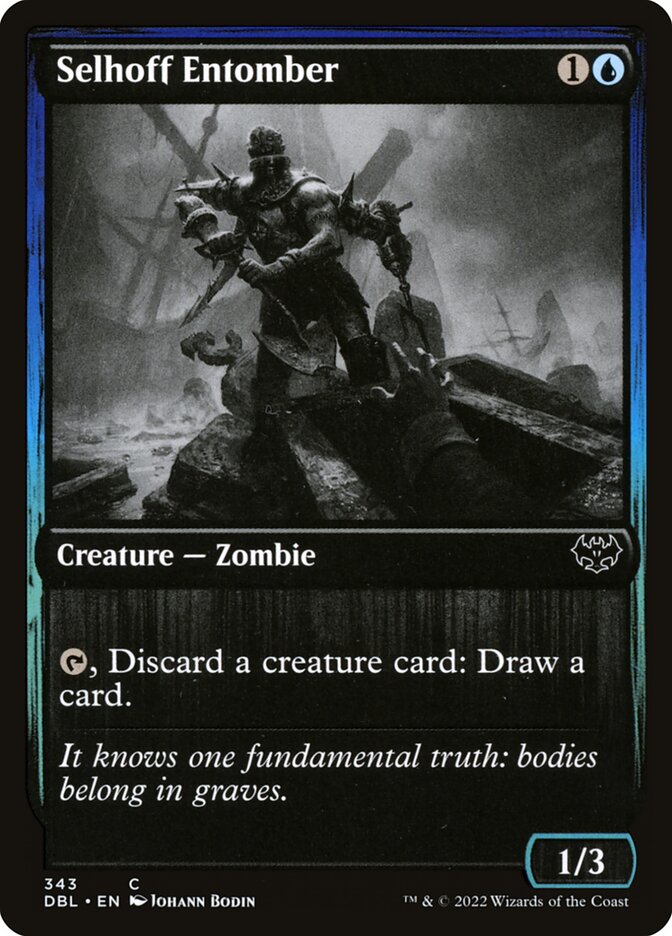 Selhoff Entomber 1
Creature — Zombie
, Discard a creature card: Draw a
card.
It knows one fundamental truth: bodies
belong in graves.
1/3
343 C
DBL • EN Johann Bodin ™ & © 2022 Wizards of the Coast